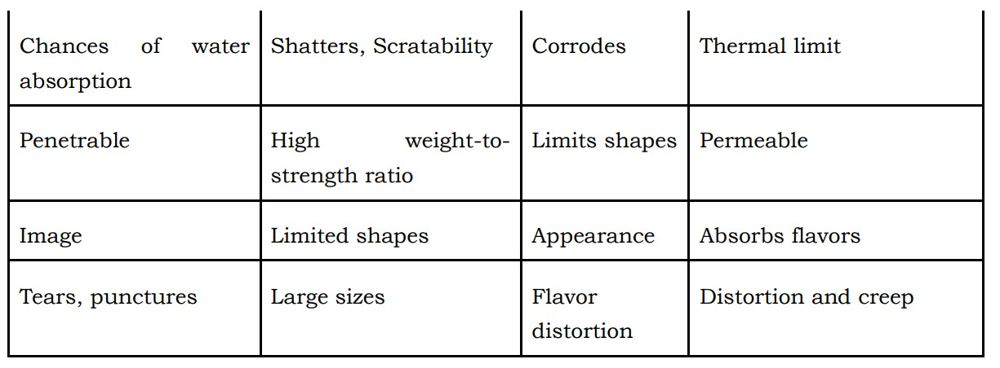 Chances of water absorption
Shatters, Scratability
Corrodes
Thermal limit
Penetrable
High weight-to-strength ratio
Limits shapes
Permeable
Image
Limited shapes
Appearance
Absorbs flavors
Tears, punctures
Large sizes
Flavor distortion
Distortion and creep